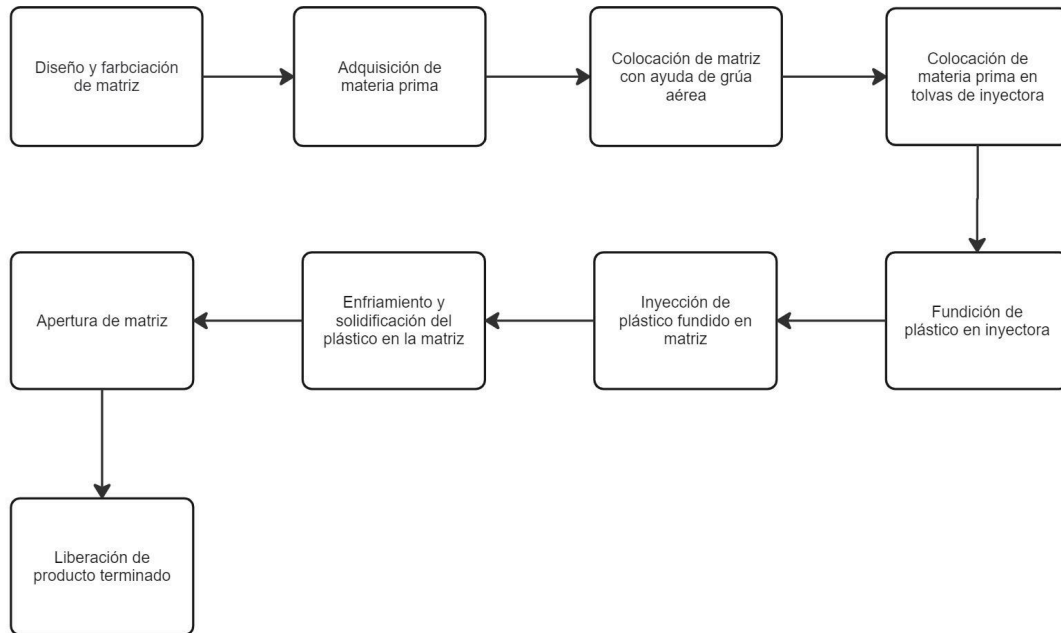 Diseño y farbciación
de matriz
Adquisición de
materia prima
Colocación de matriz
con ayuda de grúa
aérea
Colocación de
materia prima en
tolvas de inyectora
Fundición de
plástico en inyectora
Inyección de
plástico fundido en
matriz
Enfriamiento y
solidificación del
plástico en la matriz
Apertura de matriz
Liberación de
producto terminado